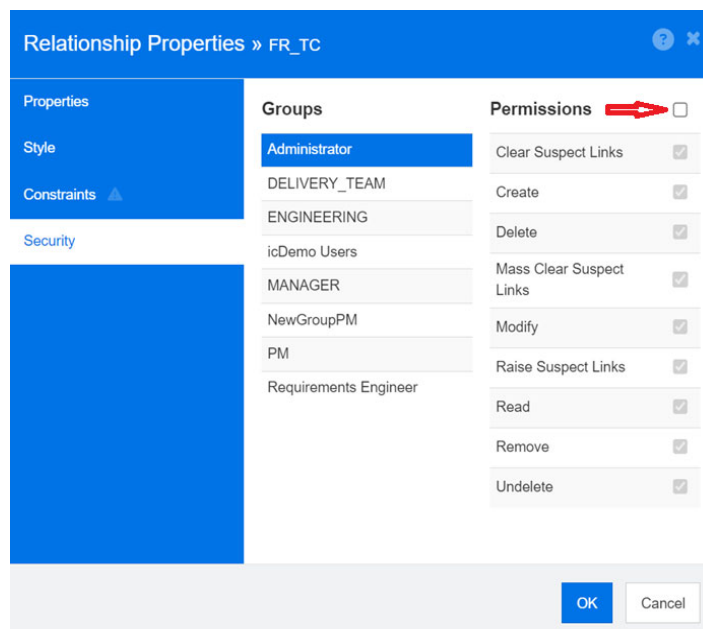 Relationship Properties » FR_TC
?
Properties
Style
Constraints
Security
Groups
Administrator
DELIVERY_TEAM
ENGINEERING
icDemo Users
MANAGER
NewGroupPM
PM
Requirements Engineer
Permissions
Clear Suspect Links
Create
Delete
Mass Clear Suspect
Links
Modify
Raise Suspect Links
Read
Remove
Undelete
OK
Cancel